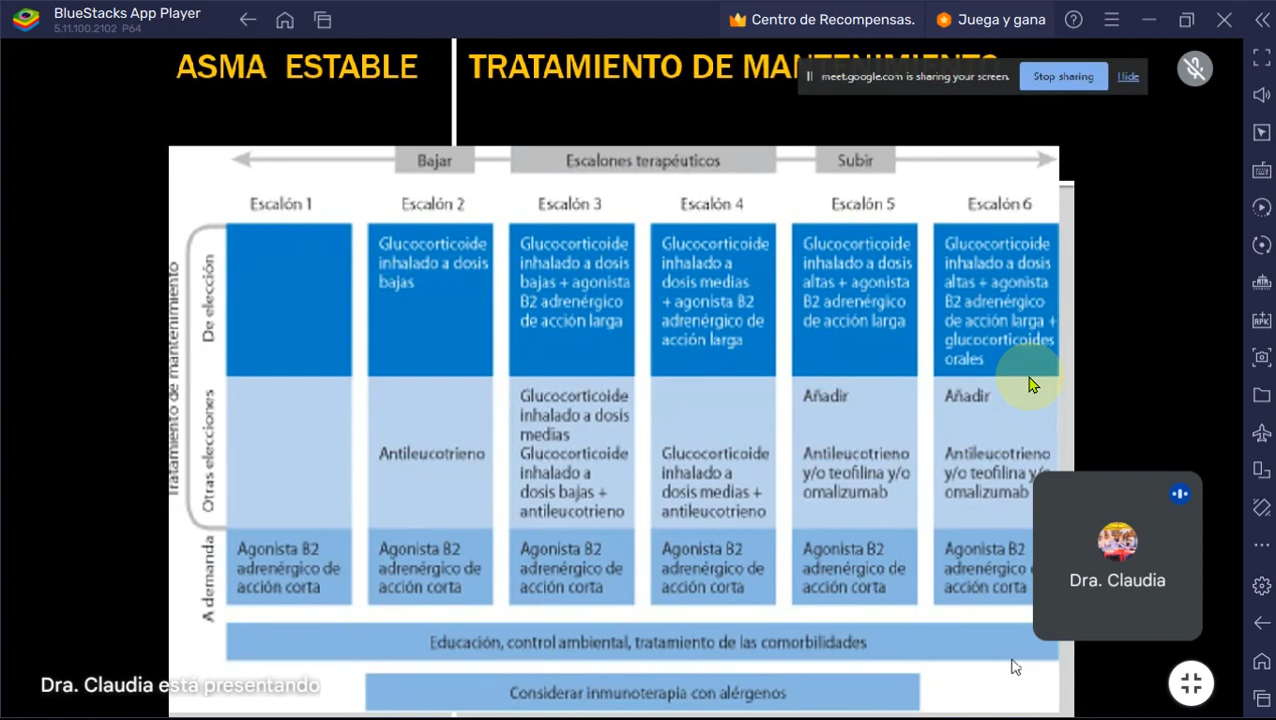 BlueStacks App Player
5.11.100.2102 P64
Centro de Recompensas.
Juega y gana
ASMA ESTABLE
TRATAMIENTO DE MANTENIMIENTO
meet.google.com is sharing your screen.
Stop sharing
Hide
Bajar
Escalones terapéuticos
Subir
Escalón 1
Escalón 2
Escalón 3
Escalón 4
Escalón 5
Escalón 6
Tratamiento de mantenimiento
De elección
Glucocorticoide
inhalado a dosis
bajas
Glucocorticoide
inhalado a dosis
bajas + agonista
B2 adrenérgico
de acción larga
Glucocorticoide
inhalado a
dosis medias
+ agonista B2
adrenérgico de
acción larga
Glucocorticoide
inhalado a dosis
altas + agonista
B2 adrenérgico
de acción larga
Glucocorticoide
inhalado a dosis
altas + agonista
B2 adrenérgico
de acción larga +
glucocorticoides
orales
Otras elecciones
Antileucotrieno
Glucocorticoide
inhalado a dosis
medias
Glucocorticoide
inhalado a
dosis bajas +
antileucotrieno
Glucocorticoide
inhalado a
dosis medias +
antileucotrieno
Añadir
Antileucotrieno
y/o teofilina y/o
omalizumab
Añadir
Antileucotrieno
y/o teofilina y/o
omalizumab
A demanda
Agonista B2
adrenérgico de
acción corta
Agonista B2
adrenérgico de
acción corta
Agonista B2
adrenérgico de
acción corta
Agonista B2
adrenérgico de
acción corta
Agonista B2
adrenérgico de
acción corta
Agonista B2
adrenérgico
acción corta
Dra. Claudia
Educación, control ambiental, tratamiento de las comorbilidades
Dra. Claudia está presentando
Considerar inmunoterapia con alérgenos